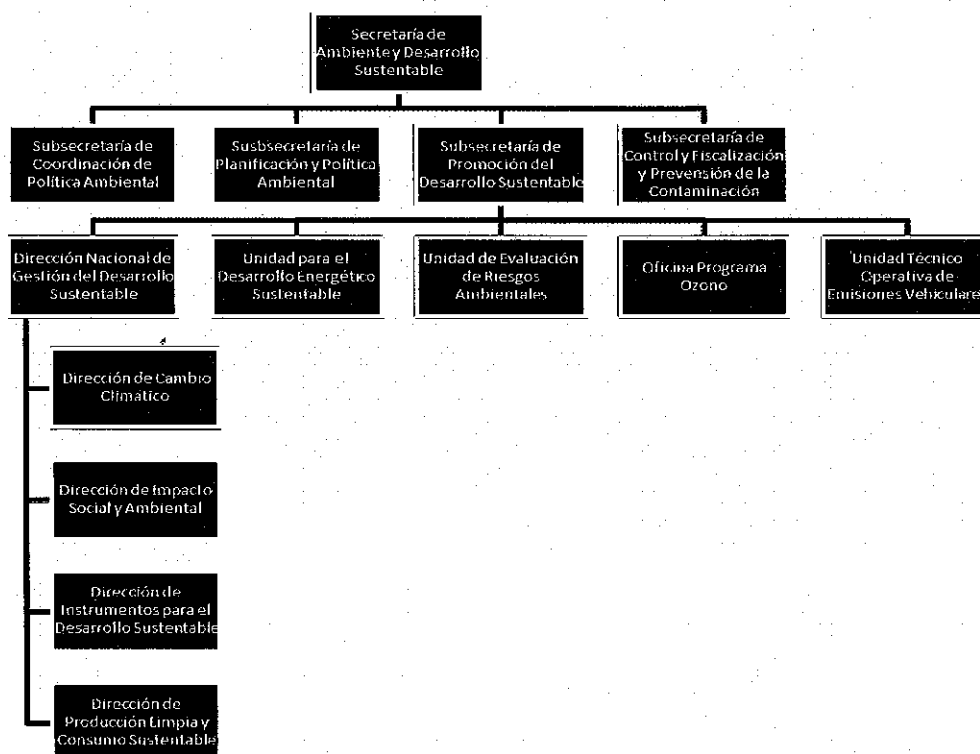 Secretaría de
Ambiente y Desarrollo
Sustentable
Subsecretaría de
Coordinación de
Política Ambiental
Susbsecretaría de
Planificación y Política
Ambiental
Subsecretaría de
Promoción del
Desarrollo Sustentable
Subsecretaría de
Control y Fiscalización
y Prevención de la
Contaminación
Dirección Nacional de
Gestión del Desarrollo
Sustentable
Unidad para el
Desarrollo Energético
Sustentable
Unidad de Evaluación
de Riesgos
Ambientales
Oficina Programa
Ozono
Unidad Técnico
Operativa de
Emisiones Vehiculare
Dirección de Cambio
Climático
Dirección de Impacto
Social y Ambiental
Dirección de
Instrumentos para el
Desarrollo Sustentable
Dirección de
Producción Limpia y
Consumo Sustentable